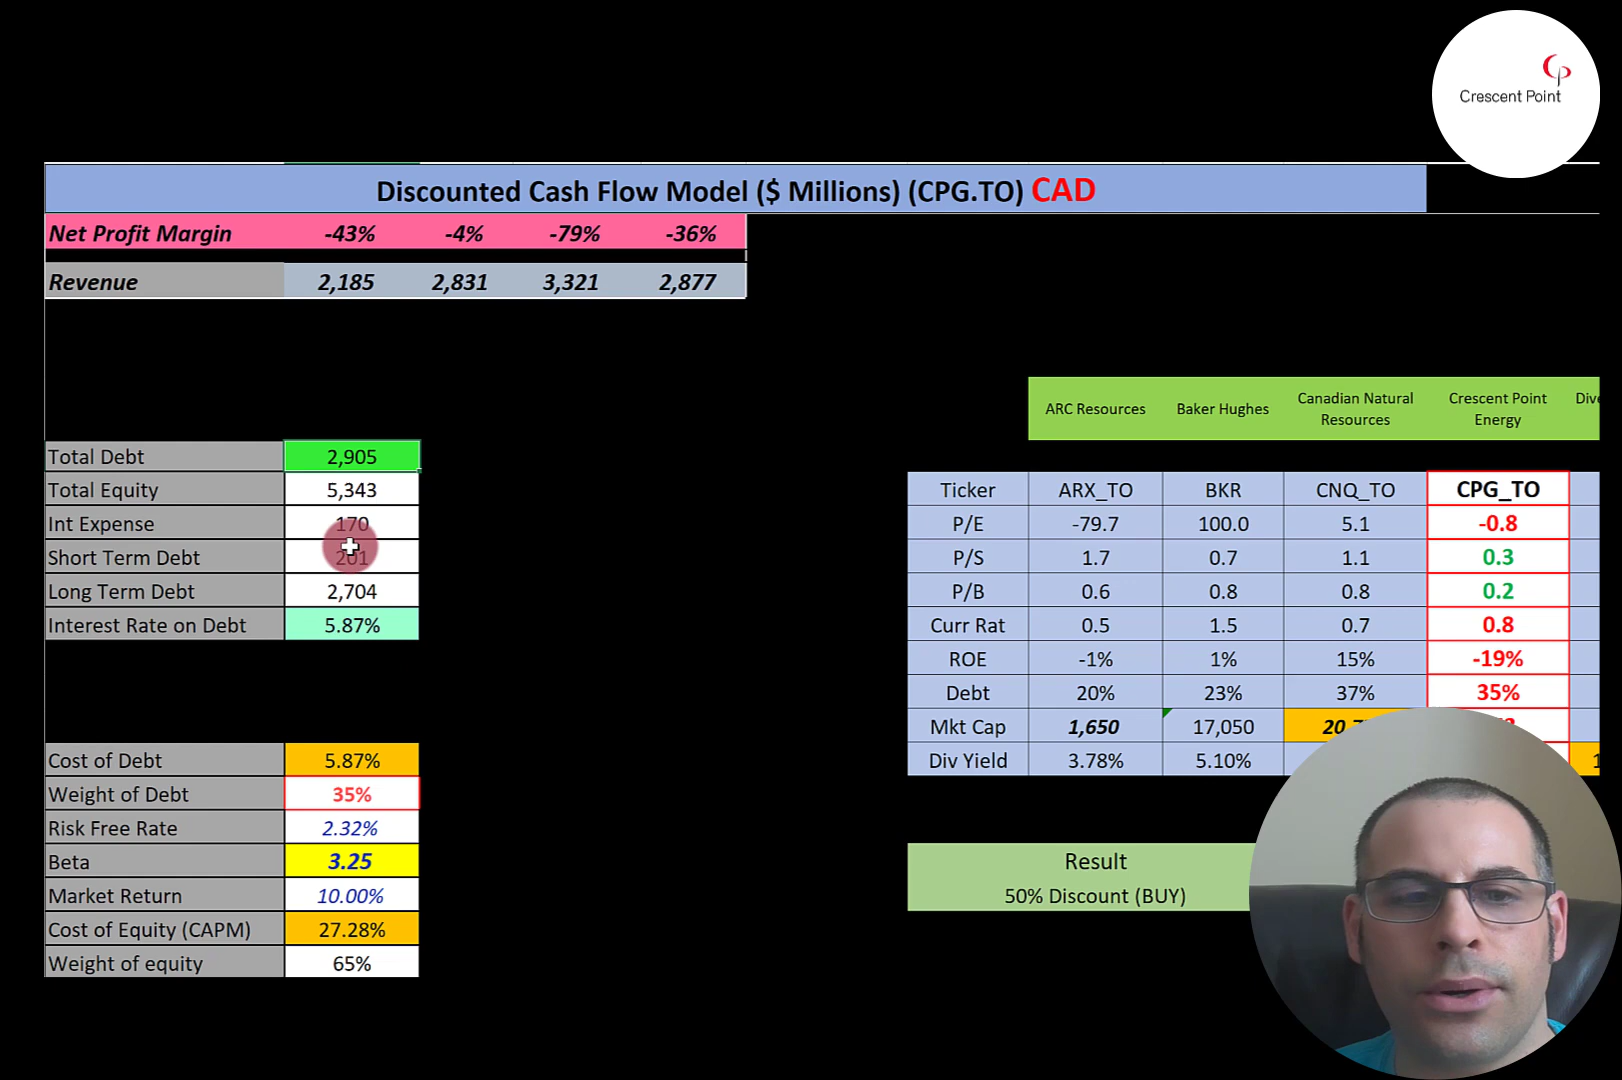 Crescent Point
Discounted Cash Flow Model ($ Millions) (CPG.TO) CAD
Net Profit Margin -43% -4% -79% -36%
Revenue 2,185 2,831 3,321 2,877
ARC Resources Baker Hughes Canadian Natural Resources Crescent Point Energy
Total Debt 2,905
Total Equity 5,343
Int Expense 170
Short Term Debt 201
Long Term Debt 2,704
Interest Rate on Debt 5.87%
Ticker ARX_TO BKR CNQ_TO CPG_TO
P/E -79.7 100.0 5.1 -0.8
P/S 1.7 0.7 1.1 0.3
P/B 0.6 0.8 0.8 0.2
Curr Rat 0.5 1.5 0.7 0.8
ROE -1% 1% 15% -19%
Debt 20% 23% 37% 35%
Mkt Cap 1,650 17,050
Div Yield 3.78% 5.10%
Cost of Debt 5.87%
Weight of Debt 35%
Risk Free Rate 2.32%
Beta 3.25
Market Return 10.00%
Cost of Equity (CAPM) 27.28%
Weight of equity 65%
Result
50% Discount (BUY)